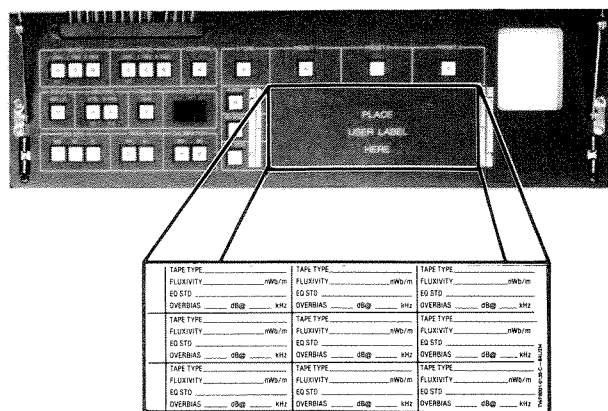 PLACE
USER LABEL
HERE
TAPE TYPE TAPE TYPE TAPE TYPE
FLUXIVITY nWb/m FLUXIVITY nWb/m FLUXIVITY nWb/m
EQ STD EQ STD EQ STD
OVERBIAS dB@ kHz OVERBIAS dB@ kHz OVERBIAS dB@ kHz
TAPE TYPE TAPE TYPE TAPE TYPE
FLUXIVITY nWb/m FLUXIVITY nWb/m FLUXIVITY nWb/m
EQ STD EQ STD EQ STD
OVERBIAS dB@ kHz OVERBIAS dB@ kHz OVERBIAS dB@ kHz
TAPE TYPE TAPE TYPE TAPE TYPE
FLUXIVITY nWb/m FLUXIVITY nWb/m FLUXIVITY nWb/m
EQ STD EQ STD EQ STD
OVERBIAS dB@ kHz OVERBIAS dB@ kHz OVERBIAS dB@ kHz